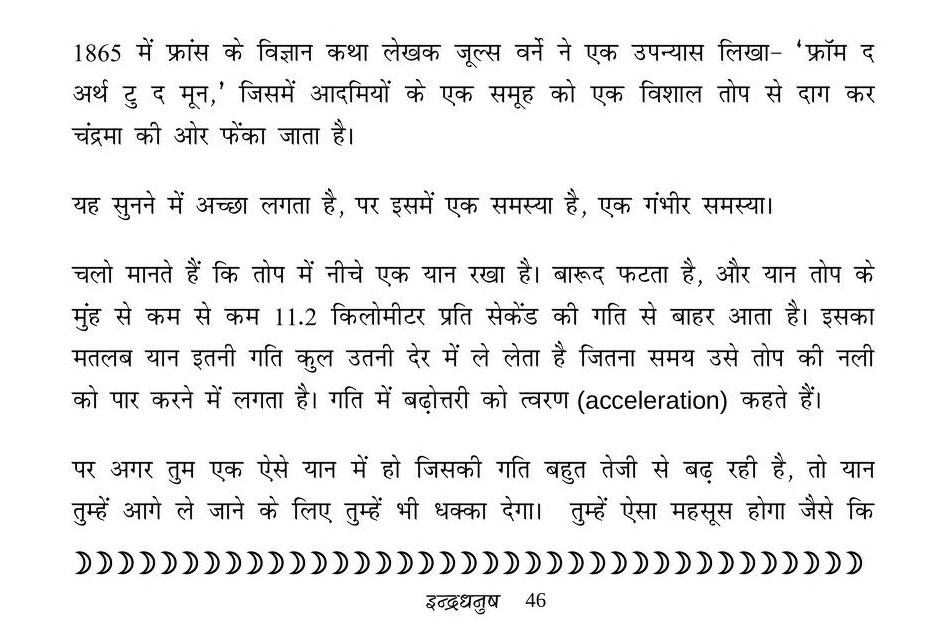 1865 में फ्रांस के विज्ञान कथा लेखक जूल्स वर्ने ने एक उपन्यास लिखा– ‘फ्रॉम द
अर्थ टु द मून,’ जिसमें आदमियों के एक समूह को एक विशाल तोप से दाग कर
चंद्रमा की ओर फेंका जाता है।
यह सुनने में अच्छा लगता है, पर इसमें एक समस्या है, एक गंभीर समस्या।
चलो मानते हैं कि तोप में नीचे एक यान रखा है। बारूद फटता है, और यान तोप के
मुंह से कम से कम 11.2 किलोमीटर प्रति सेकेंड की गति से बाहर आता है। इसका
मतलब यान इतनी गति कुल उतनी देर में ले लेता है जितना समय उसे तोप की नली
को पार करने में लगता है। गति में बढ़ोत्तरी को त्वरण (acceleration) कहते हैं।
पर अगर तुम एक ऐसे यान में हो जिसकी गति बहुत तेजी से बढ़ रही है, तो यान
तुम्हें आगे ले जाने के लिए तुम्हें भी धक्का देगा। तुम्हें ऐसा महसूस होगा जैसे कि
इन्द्रधनुष 46